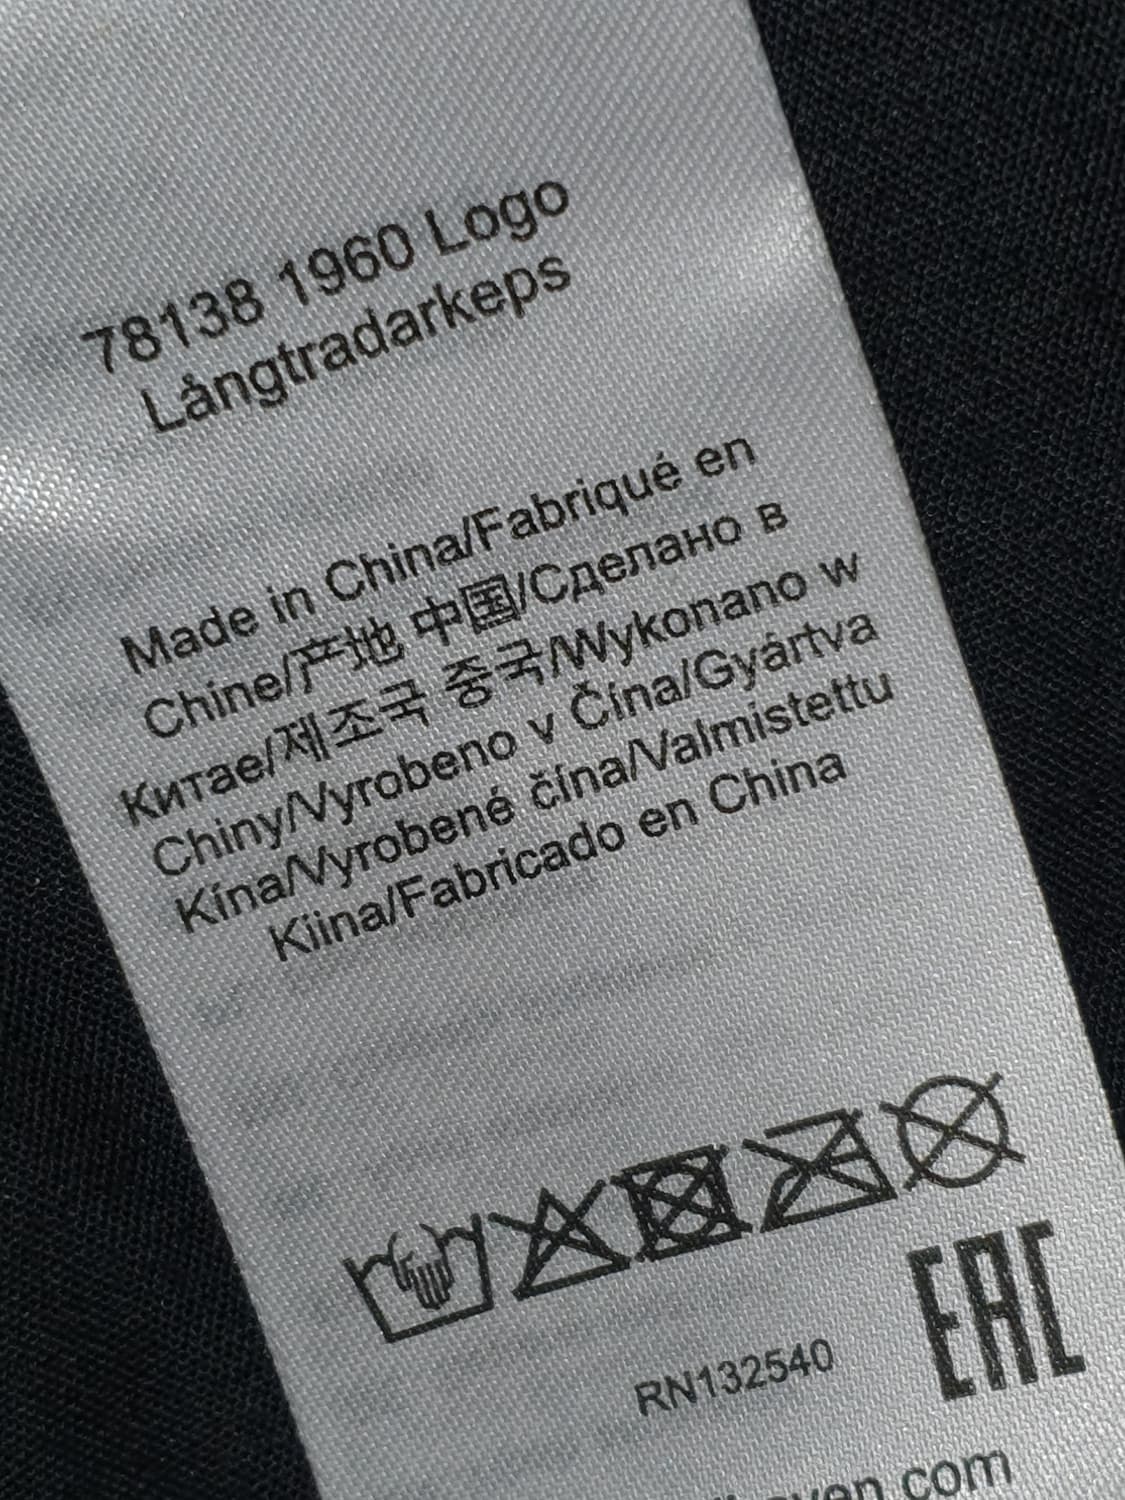 78138 1960 Logo
Långtradarkeps
Made in China/Fabriqué en
Chine/产地 中国/Сделано в
Китае/제조국 중국/Wykonano w
Chiny/Vyrobeno v Čína/Gyártva
Kína/Vyrobené čína/Valmistettu
Kiina/Fabricado en China
EAC
RN132540
.com